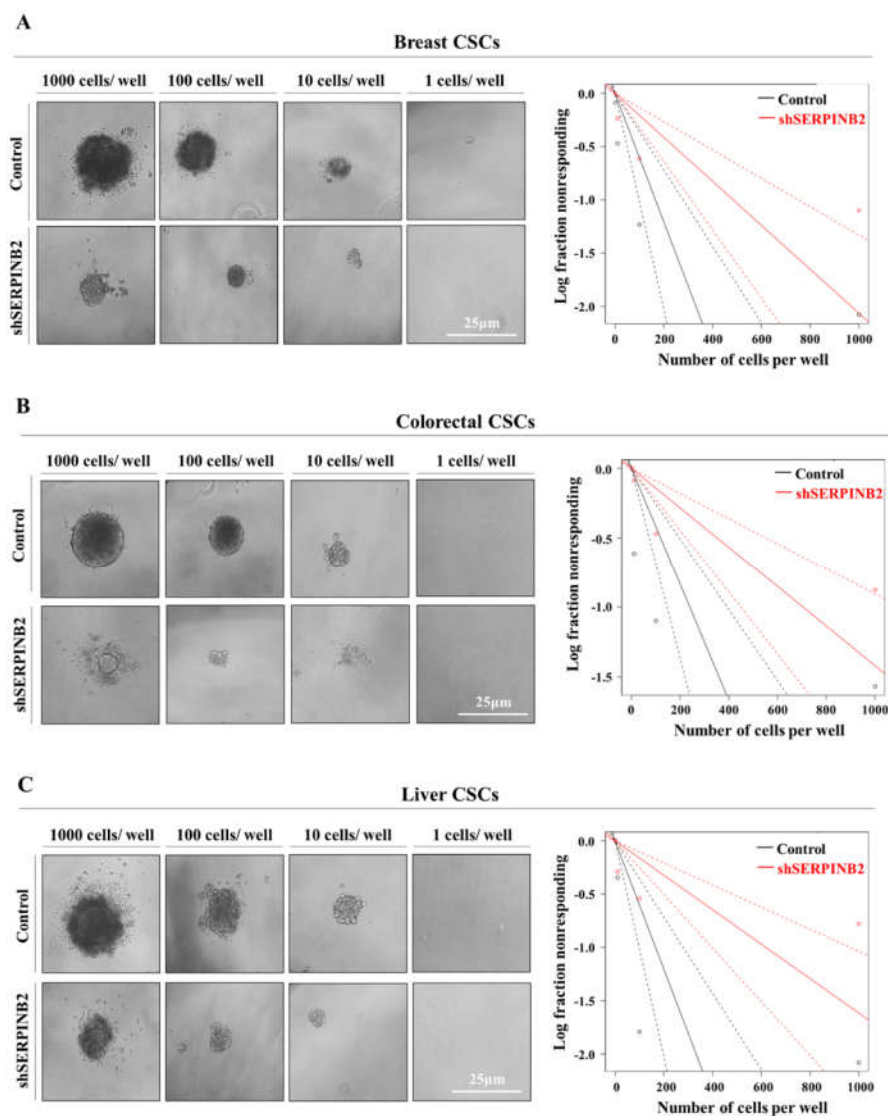 A
Breast CSCs
1000 cells/ well 100 cells/ well 10 cells/ well 1 cells/ well
Control
shSERPINB2
25µm
Log fraction nonresponding
0.0
-0.5
-1.0
-1.5
-2.0
Control
shSERPINB2
0 200 400 600 800 1000
Number of cells per well
B
Colorectal CSCs
1000 cells/ well 100 cells/ well 10 cells/ well 1 cells/ well
Control
shSERPINB2
25µm
Log fraction nonresponding
0.0
-0.5
-1.0
-1.5
Control
shSERPINB2
0 200 400 600 800 1000
Number of cells per well
C
Liver CSCs
1000 cells/ well 100 cells/ well 10 cells/ well 1 cells/ well
Control
shSERPINB2
25µm
Log fraction nonresponding
0.0
-0.5
-1.0
-1.5
-2.0
Control
shSERPINB2
0 200 400 600 800 1000
Number of cells per well